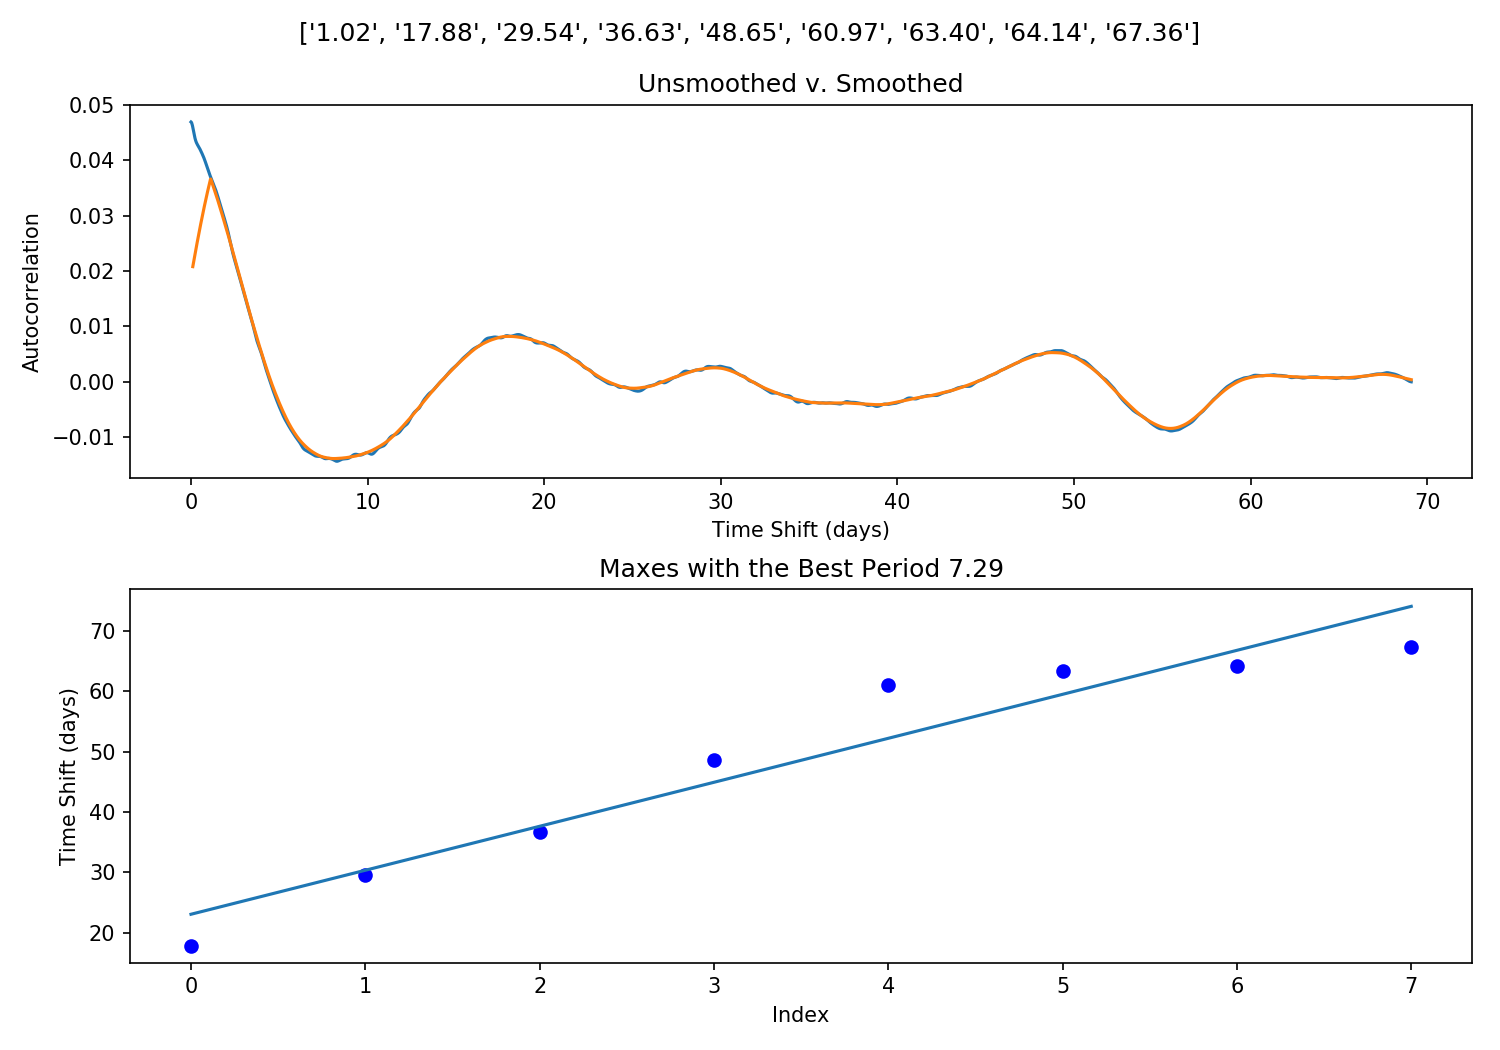 ['1.02', '17.88', '29.54', '36.63', '48.65', '60.97', '63.40', '64.14', '67.36']
Unsmoothed v. Smoothed
0.05
0.04
0.03
0.02
0.01
0.00
−0.01
Autocorrelation
0 10 20 30 40 50 60 70
Time Shift (days)
Maxes with the Best Period 7.29
70
60
50
40
30
20
Time Shift (days)
0 1 2 3 4 5 6 7
Index